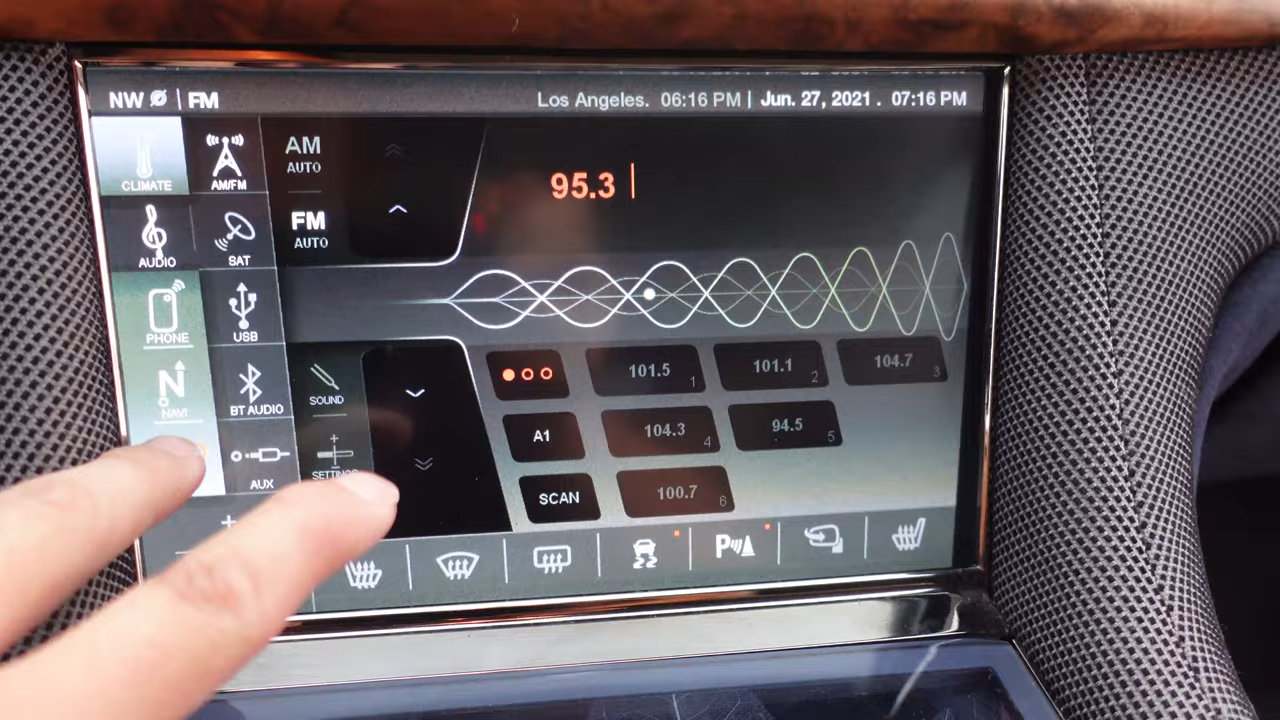 NW FM Los Angeles. 06:16 PM | Jun. 27, 2021 . 07:16 PM
CLIMATE
AM/FM
AM
AUTO
95.3
AUDIO
SAT
FM
AUTO
PHONE
USB
NAVI
BT AUDIO
SOUND
101.5 1
101.1 2
104.7 3
A1
104.3 4
94.5 5
AUX
SETTINGS
SCAN
100.7 6
P